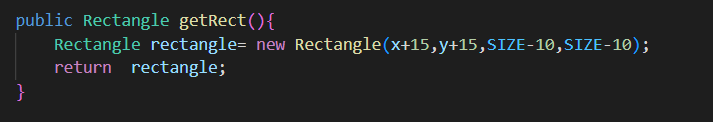 public Rectangle getRect(){
    Rectangle rectangle= new Rectangle(x+15,y+15,SIZE-10,SIZE-10);
    return  rectangle;
}